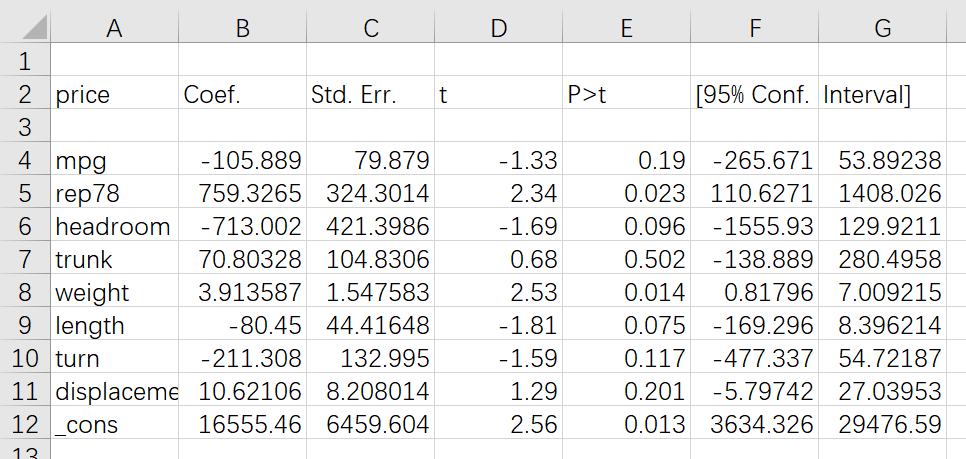 A B C D E F G
1
2 price Coef. Std. Err. t P>t [95% Conf. Interval]
3
4 mpg -105.889 79.879 -1.33 0.19 -265.671 53.89238
5 rep78 759.3265 324.3014 2.34 0.023 110.6271 1408.026
6 headroom -713.002 421.3986 -1.69 0.096 -1555.93 129.9211
7 trunk 70.80328 104.8306 0.68 0.502 -138.889 280.4958
8 weight 3.913587 1.547583 2.53 0.014 0.81796 7.009215
9 length -80.45 44.41648 -1.81 0.075 -169.296 8.396214
10 turn -211.308 132.995 -1.59 0.117 -477.337 54.72187
11 displaceme 10.62106 8.208014 1.29 0.201 -5.79742 27.03953
12 _cons 16555.46 6459.604 2.56 0.013 3634.326 29476.59
13